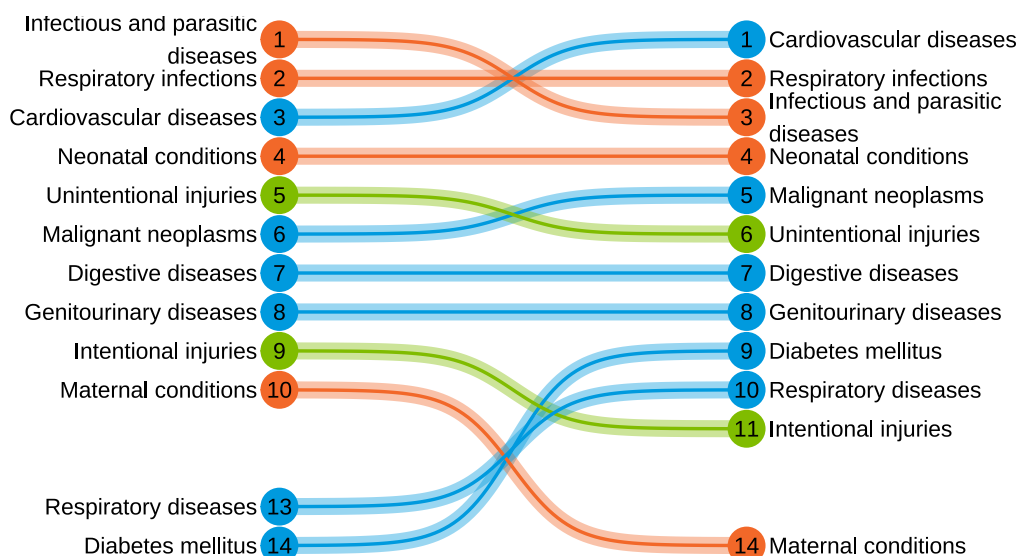 Infectious and parasitic
diseases
1
1
Cardiovascular diseases
Respiratory infections
2
2
Respiratory infections
Cardiovascular diseases
3
3
Infectious and parasitic
diseases
Neonatal conditions
4
4
Neonatal conditions
Unintentional injuries
5
5
Malignant neoplasms
Malignant neoplasms
6
6
Unintentional injuries
Digestive diseases
7
7
Digestive diseases
Genitourinary diseases
8
8
Genitourinary diseases
Intentional injuries
9
9
Diabetes mellitus
Maternal conditions
10
10
Respiratory diseases
11
Intentional injuries
Respiratory diseases
13
Diabetes mellitus
14
14
Maternal conditions